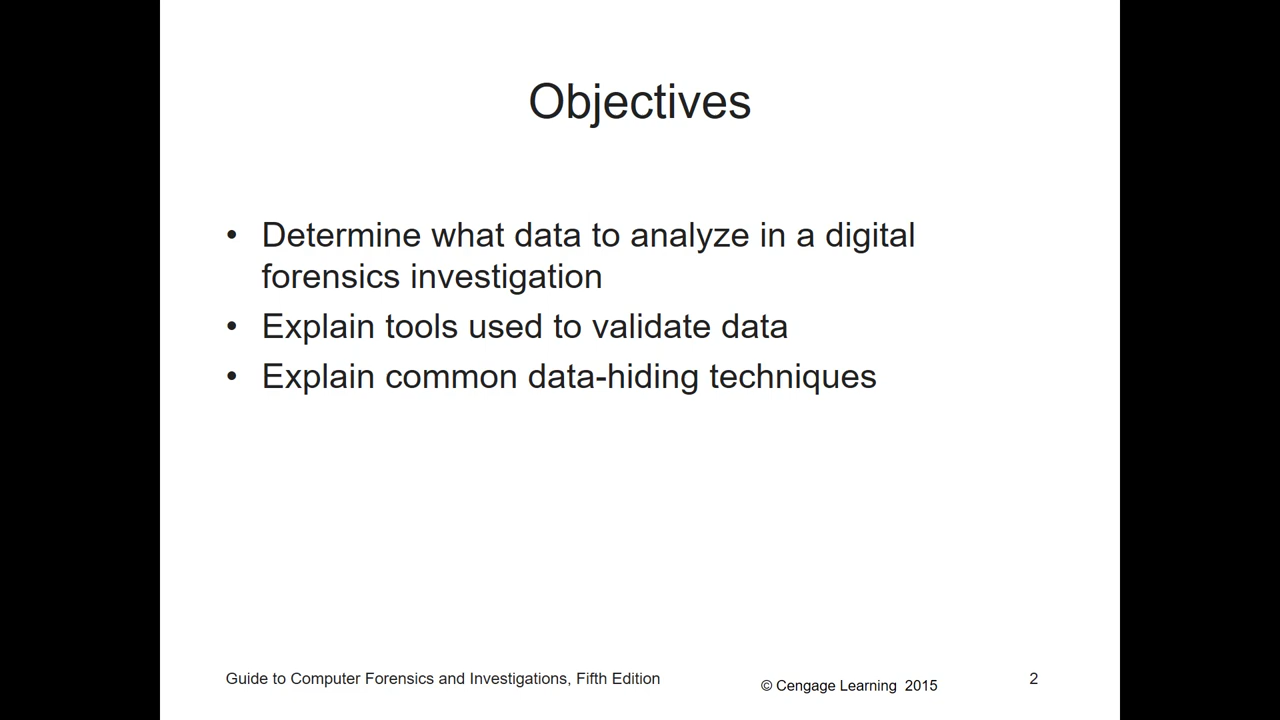 Objectives
• Determine what data to analyze in a digital
forensics investigation
• Explain tools used to validate data
• Explain common data-hiding techniques
Guide to Computer Forensics and Investigations, Fifth Edition
© Cengage Learning 2015
2